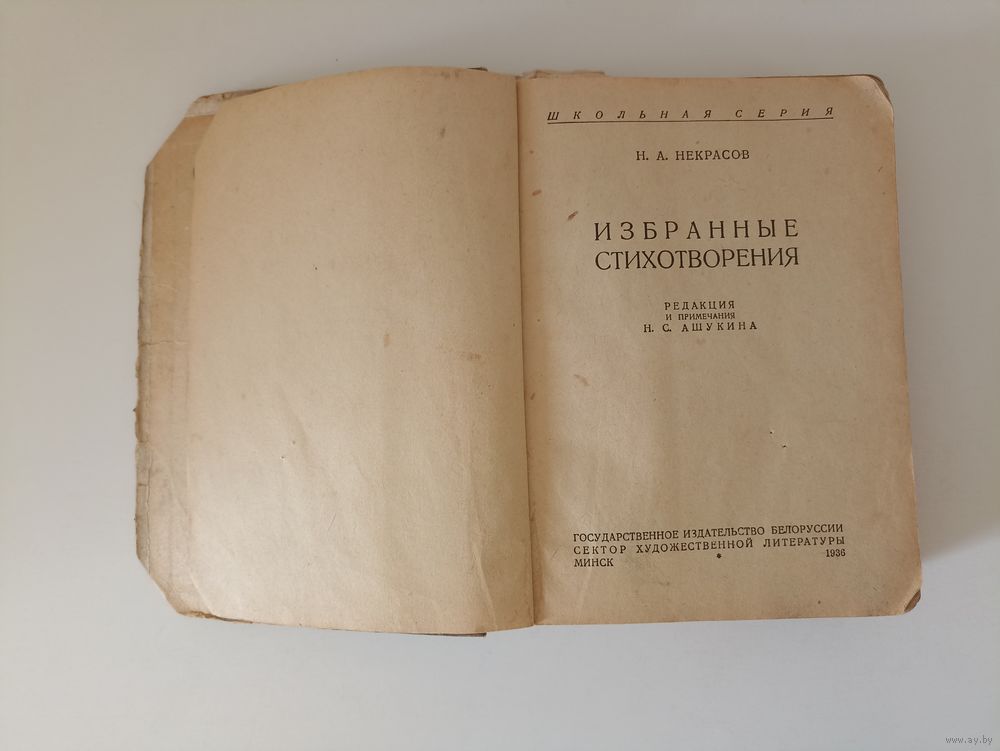 ШКОЛЬНАЯ СЕРИЯ
Н. А. НЕКРАСОВ
ИЗБРАННЫЕ
СТИХОТВОРЕНИЯ
РЕДАКЦИЯ
И ПРИМЕЧАНИЯ
Н. С. АШУКИНА
ГОСУДАРСТВЕННОЕ ИЗДАТЕЛЬСТВО БЕЛОРУССИИ
СЕКТОР ХУДОЖЕСТВЕННОЙ ЛИТЕРАТУРЫ
МИНСК * 1936
www.ay.by